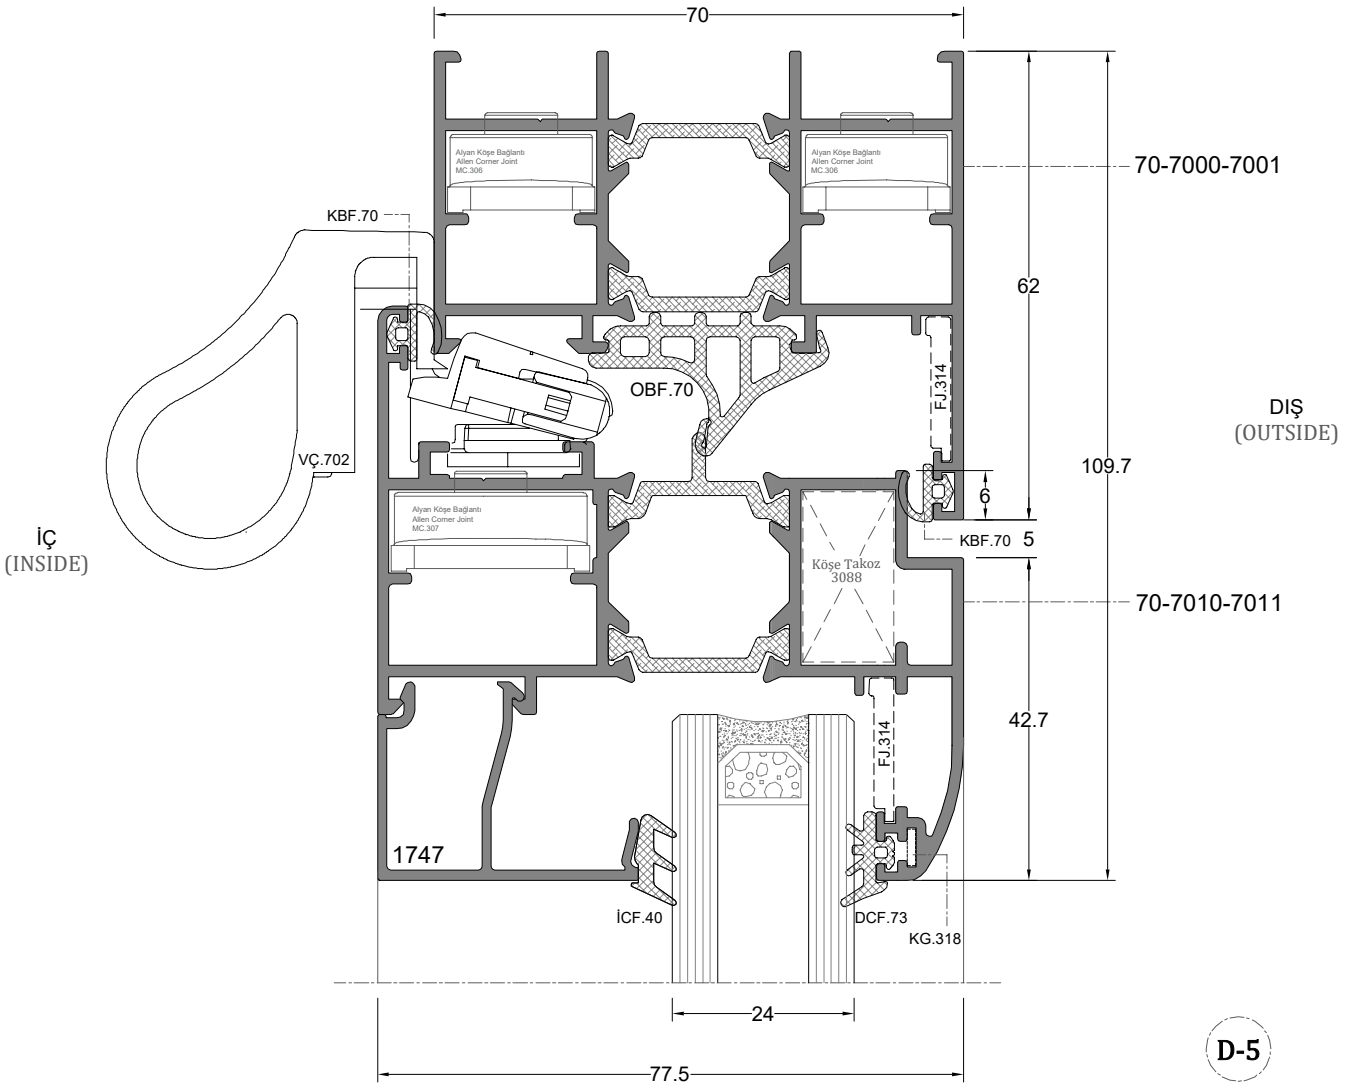 70
Alyan Köşe Bağlantı
Allen Corner Joint
MC.306
Alyan Köşe Bağlantı
Allen Corner Joint
MC.306
70-7000-7001
KBF.70
62
OBF.70
FJ.314
DIŞ
(OUTSIDE)
VÇ.702
109.7
6
Alyan Köşe Bağlantı
Allen Corner Joint
MC.307
İÇ
(INSIDE)
KBF.70
5
Köşe Takoz
3088
70-7010-7011
42.7
FJ.314
1747
İCF.40
DCF.73
KG.318
24
D-5
77.5